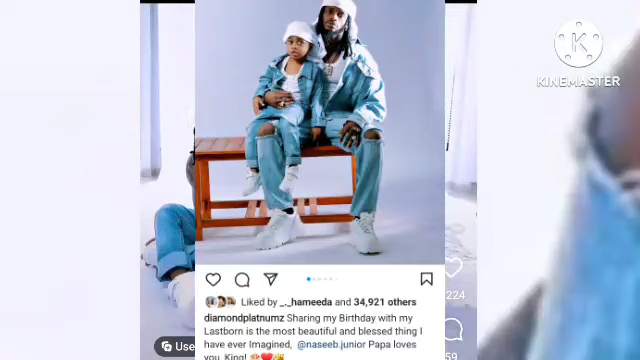 KINEMASTER
Liked by _._hameeda and 34,921 others
diamondplatnumz Sharing my Birthday with my
Lastborn is the most beautiful and blessed thing I
have ever Imagined, @naseeb.junior Papa loves
you, King!
224
59
Use